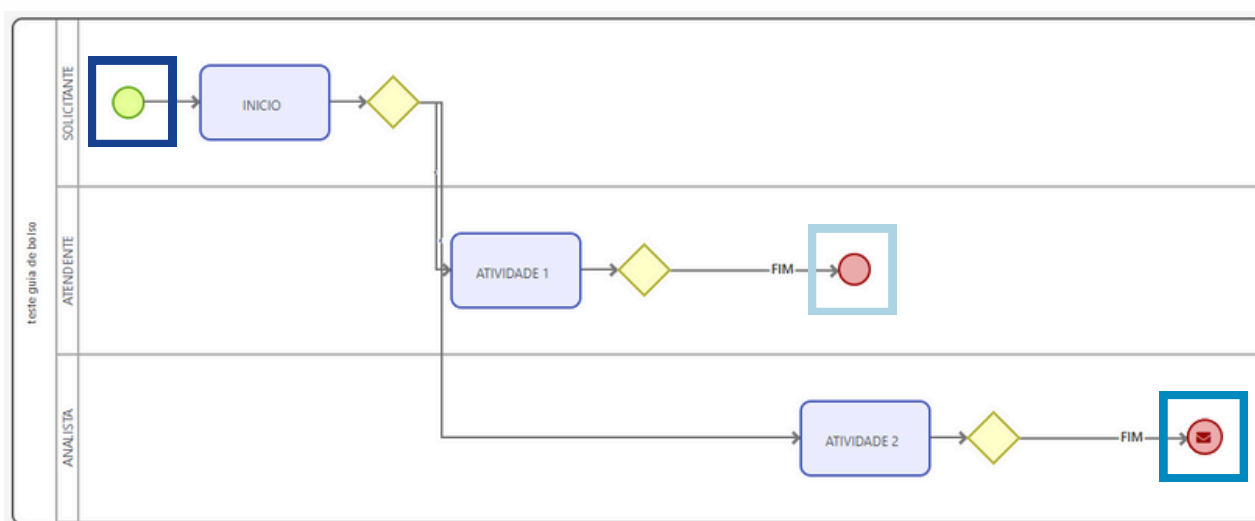 teste guia de bolso
SOLICITANTE
INICIO
ATENDENTE
ATIVIDADE 1
FIM
ANALISTA
ATIVIDADE 2
FIM